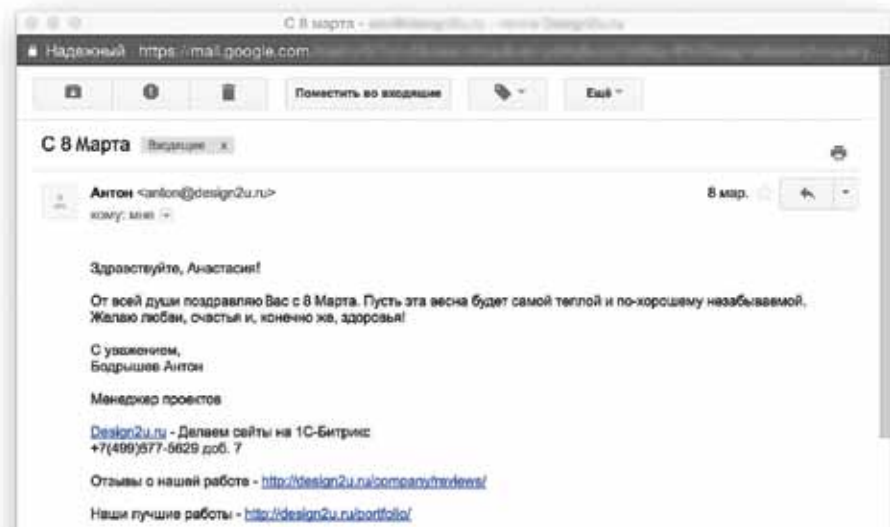 С 8 марта -
Надежный https://mail.google.com
Поместить во входящие Ещё
С 8 Марта Входящие x
Антон <anton@design2u.ru> 8 мар.
кому: мне
Здравствуйте, Анастасия!
От всей души поздравляю Вас с 8 Марта. Пусть эта весна будет самой теплой и по-хорошему незабываемой.
Желаю любви, счастья и, конечно же, здоровья!
С уважением,
Бодрышев Антон
Менеджер проектов
Design2u.ru - Делаем сайты на 1С-Битрикс
+7(499)677-5629 доб. 7
Отзывы о нашей работе - http://design2u.ru/company/reviews/
Наши лучшие работы - http://design2u.ru/portfolio/